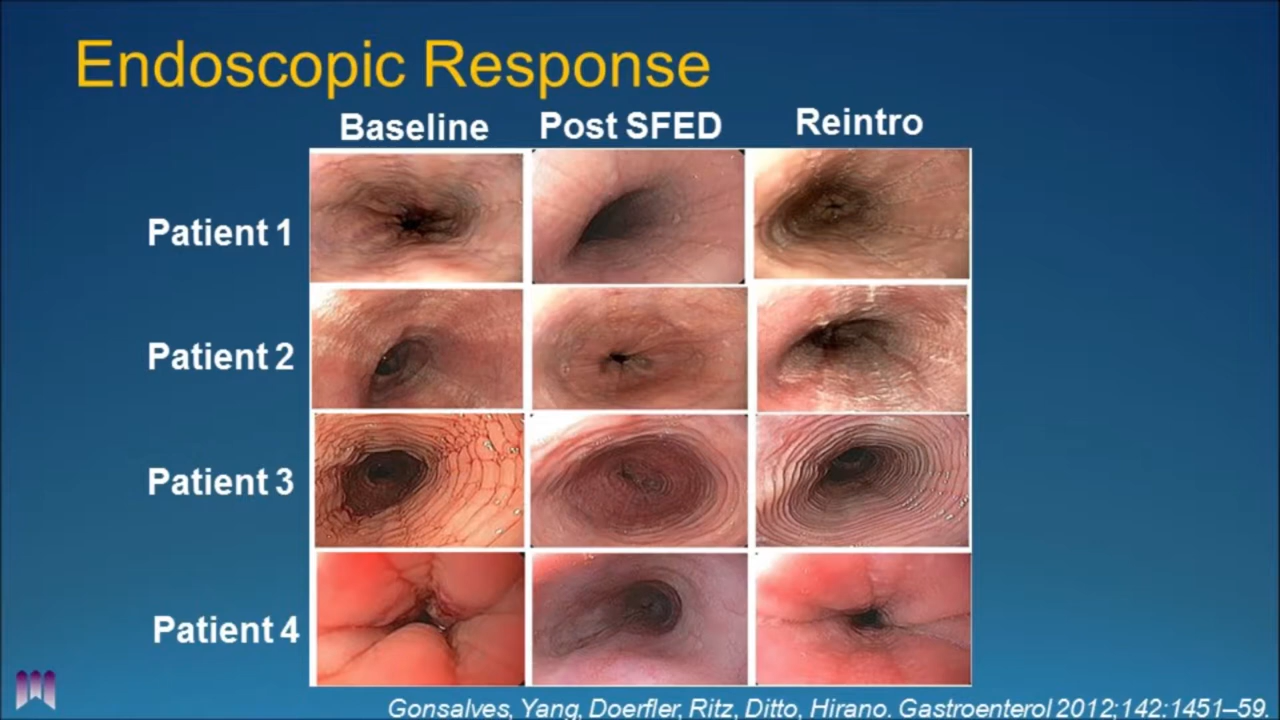 Endoscopic Response
Baseline Post SFED Reintro
Patient 1
Patient 2
Patient 3
Patient 4
Gonsalves, Yang, Doerfler, Ritz, Ditto, Hirano. Gastroenterol 2012;142:1451–59.